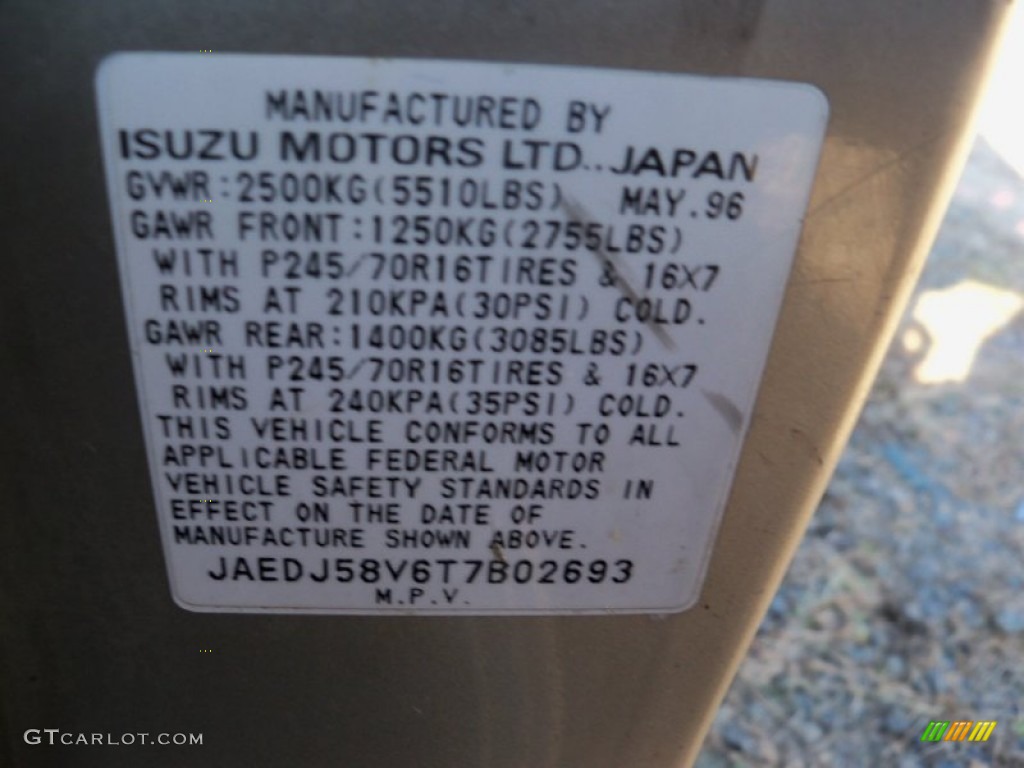 MANUFACTURED BY
ISUZU MOTORS LTD., JAPAN
GVWR:2500KG(5510LBS) MAY.96
GAWR FRONT:1250KG(2755LBS)
WITH P245/70R16TIRES & 16X7
RIMS AT 210KPA(30PSI) COLD.
GAWR REAR:1400KG(3085LBS)
WITH P245/70R16TIRES & 16X7
RIMS AT 240KPA(35PSI) COLD.
THIS VEHICLE CONFORMS TO ALL
APPLICABLE FEDERAL MOTOR
VEHICLE SAFETY STANDARDS IN
EFFECT ON THE DATE OF
MANUFACTURE SHOWN ABOVE.
JAEDJ58V6T7B02693
M.P.V.
GTCARLOT.COM